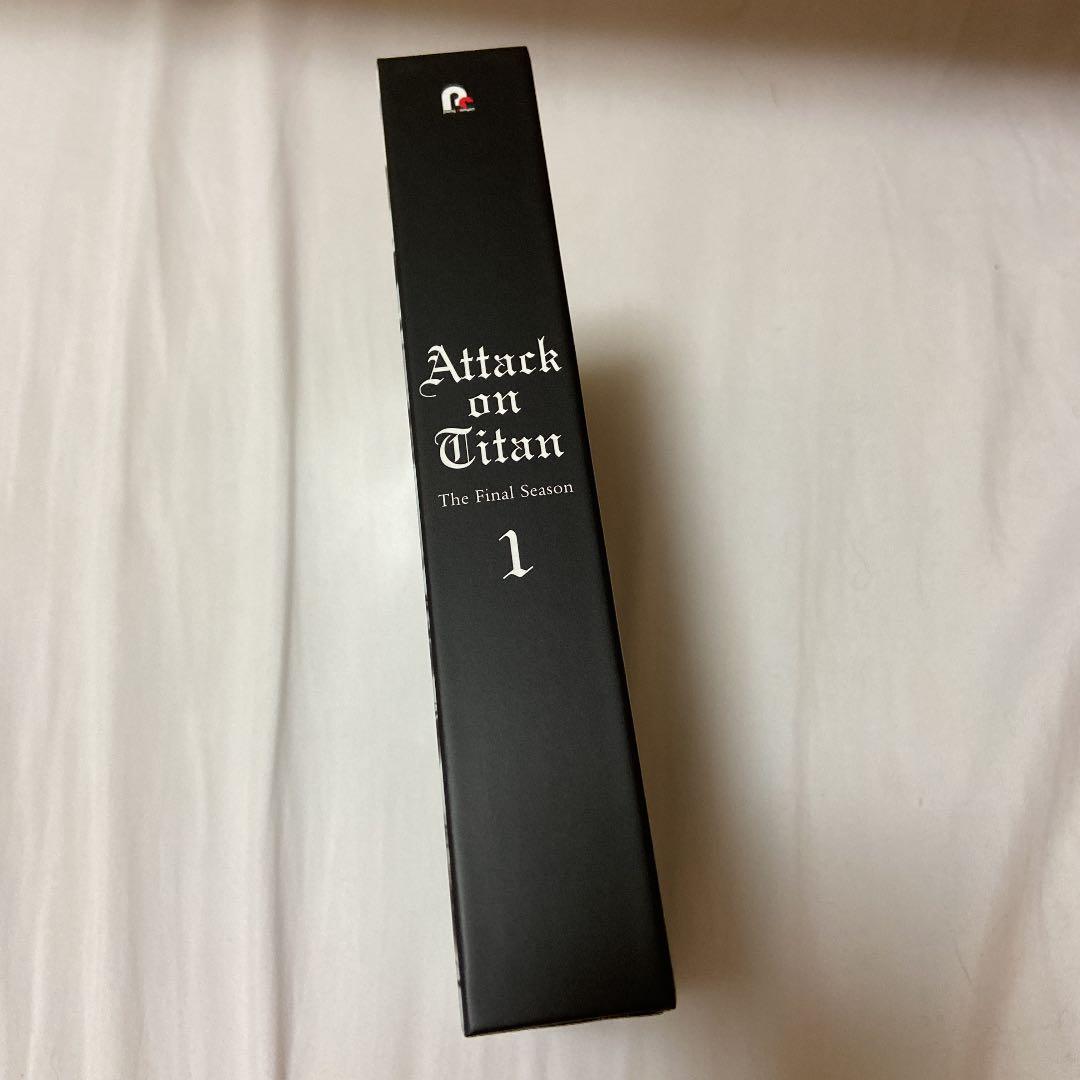 Attack
on
Titan
The Final Season
1